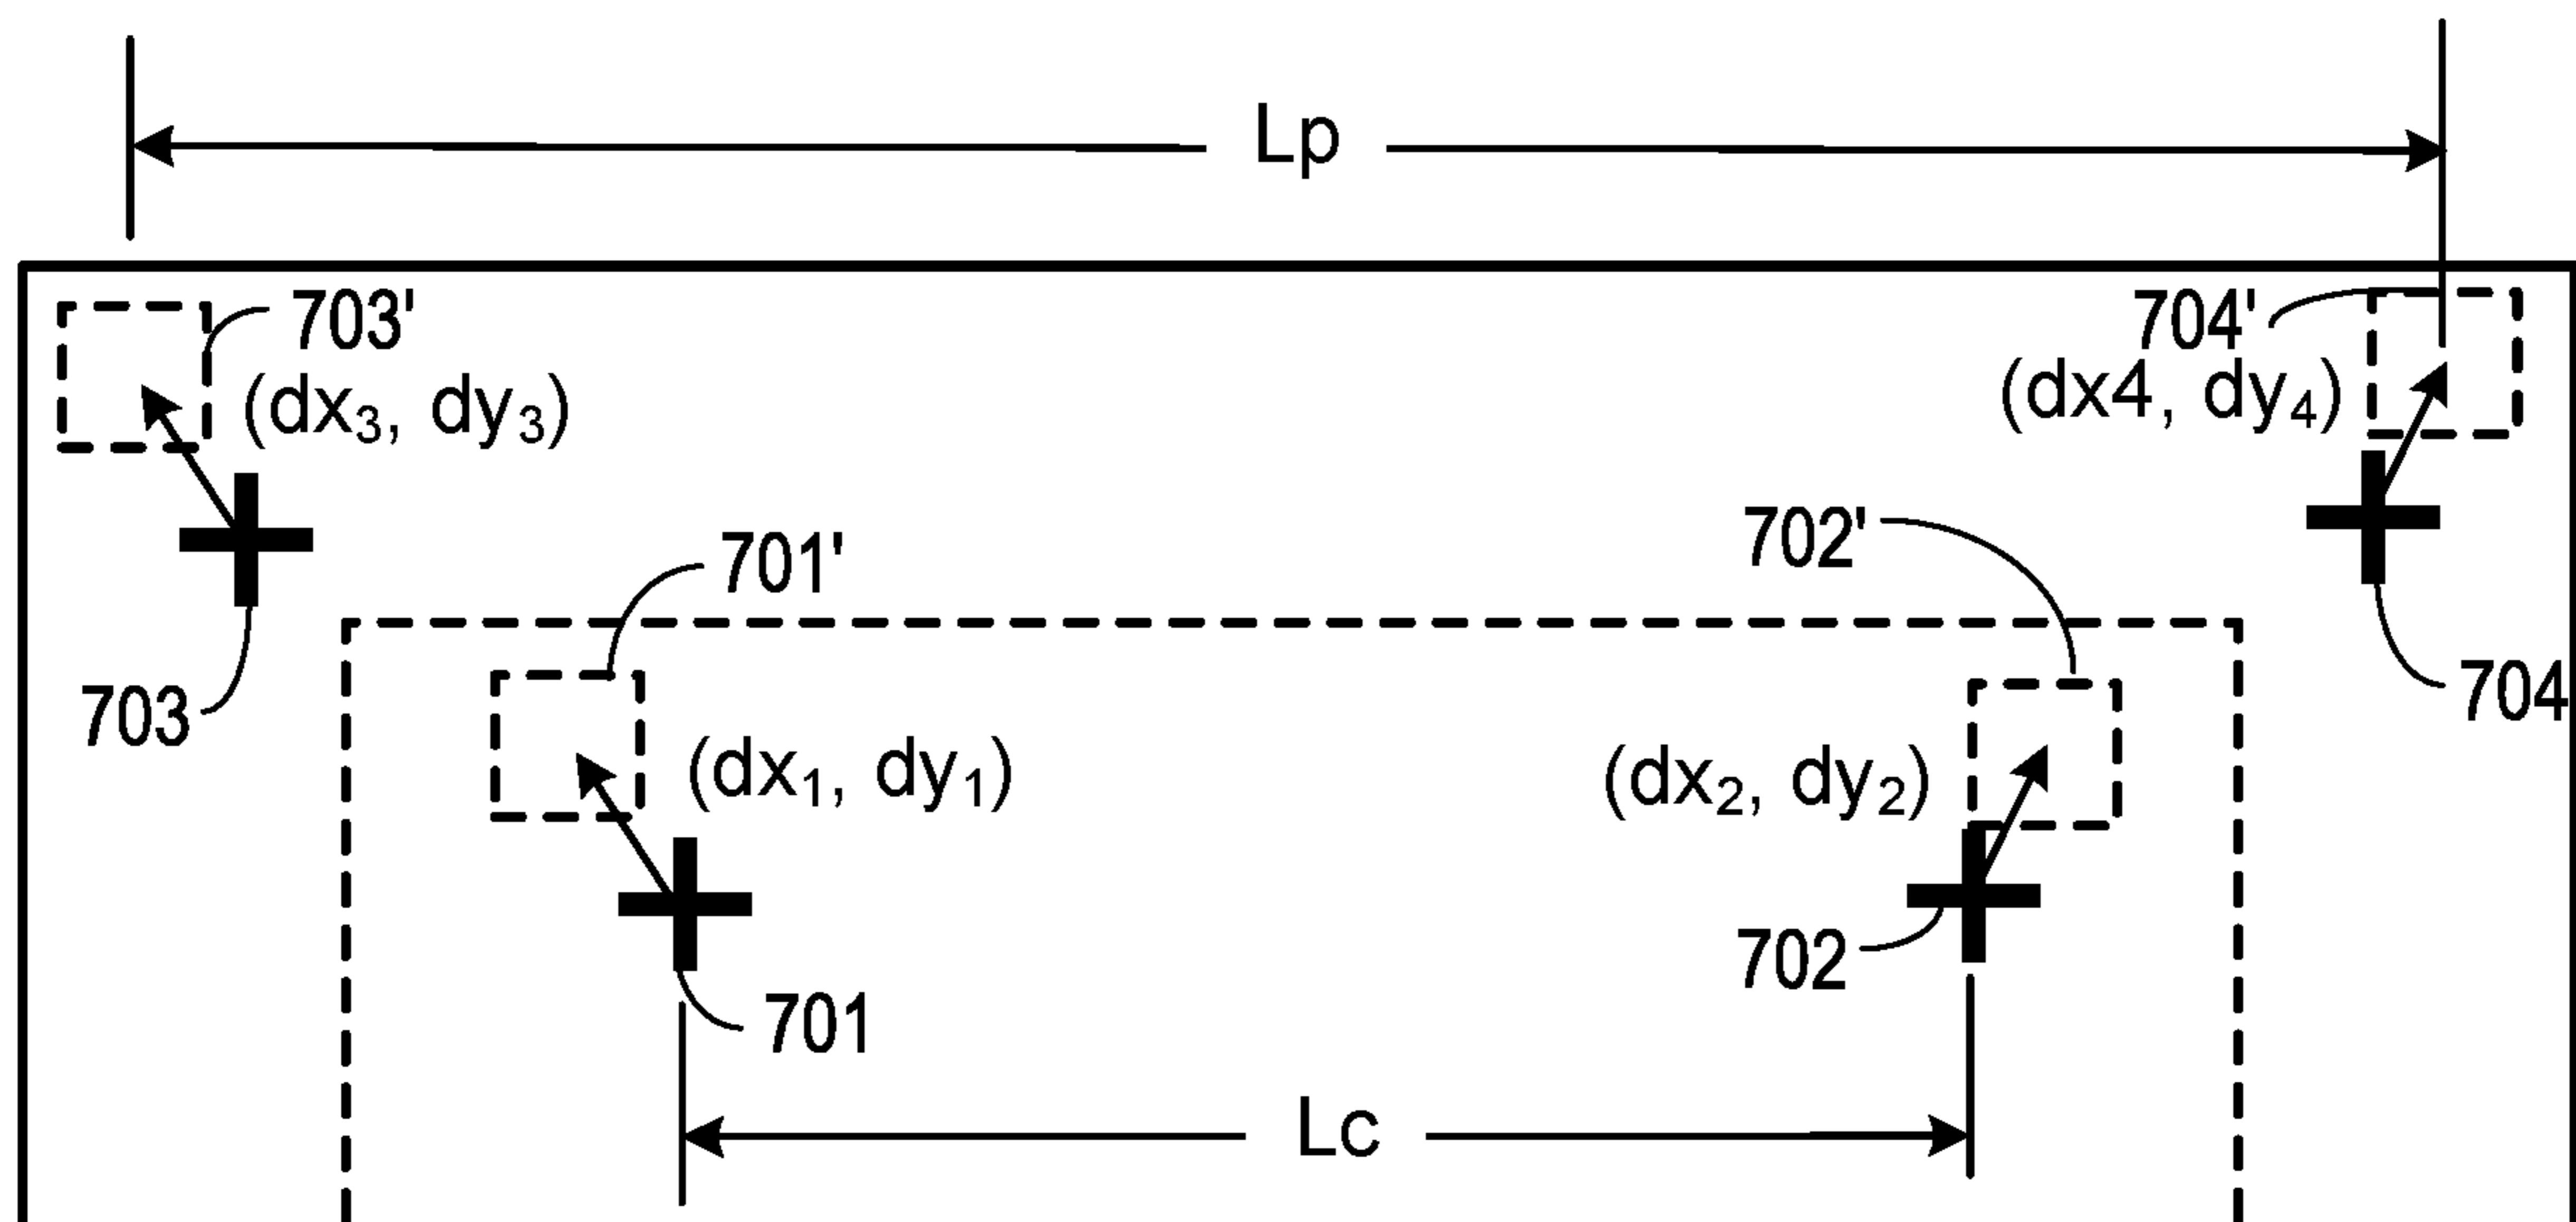 Lp
703'
704'
(dx₃, dy₃)
(dx4, dy₄)
701'
702'
703
704
(dx₁, dy₁)
(dx₂, dy₂)
702
701
Lc